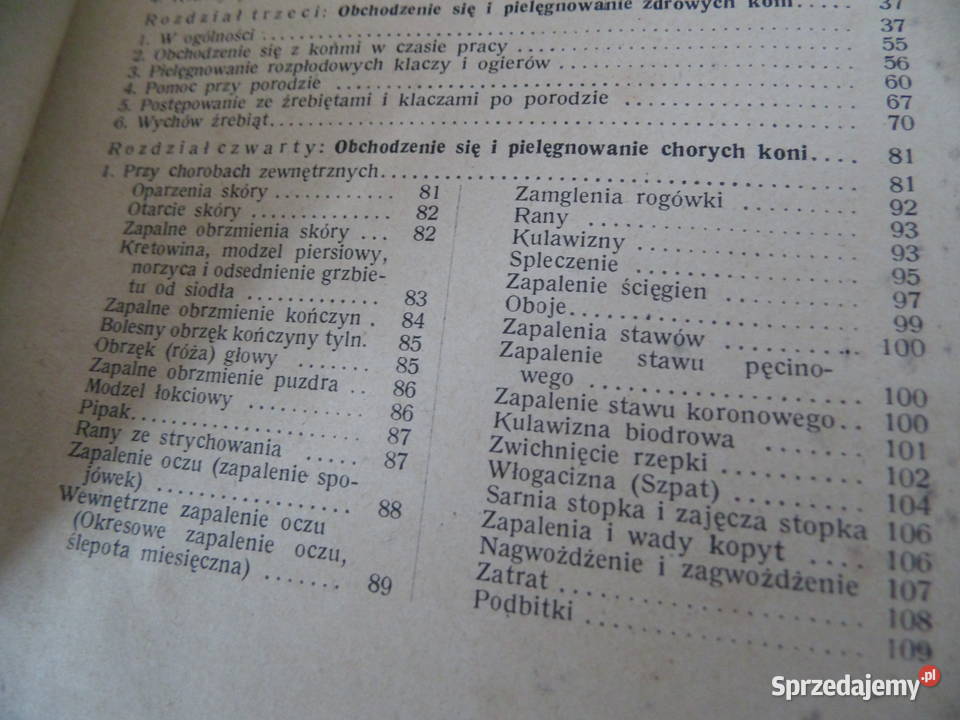 Rozdział trzeci: Obchodzenie się i pielęgnowanie zdrowych koni..... 37
1. W ogólności ........ 37
2. Obchodzenie się z końmi w czasie pracy ........ 55
3. Pielęgnowanie rozpłodowych klaczy i ogierów ........ 56
4. Pomoc przy porodzie ........ 60
5. Postępowanie ze źrebiętami i klaczami po porodzie ........ 67
6. Wychów źrebiąt........ 70
Rozdział czwarty: Obchodzenie się i pielęgnowanie chorych koni.... 81
1. Przy chorobach zewnętrznych........ 81
Oparzenia skóry ........ 81
Otarcie skóry ........ 82
Zapalne obrzmienia skóry ... 82
Kretowina, modzel piersiowy,
norzyca i odsednienie grzbie-
tu od siodła ........ 83
Zapalne obrzmienie kończyn . 84
Bolesny obrzęk kończyny tyln. 85
Obrzęk (róża) głowy ...... 85
Zapalne obrzmienie puzdra .. 86
Modzel łokciowy ........ 86
Pipak........ 87
Rany ze strychowania ..... 87
Zapalenie oczu (zapalenie spo-
jówek) ........ 88
Wewnętrzne zapalenie oczu
(Okresowe zapalenie oczu,
ślepota miesięczna) ....... 89
Zamglenia rogówki ........ 92
Rany ........ 93
Kulawizny ........ 93
Spleczenie ........ 95
Zapalenie ścięgien ........ 97
Oboje........ 99
Zapalenia stawów ........ 100
Zapalenie stawu pęcino-
wego ........ 100
Zapalenie stawu koronowego.. 100
Kulawizna biodrowa ....... 101
Zwichnięcie rzepki ........ 102
Włogacizna (Szpat) ........ 104
Sarnia stopka i zajęcza stopka 106
Zapalenia i wady kopyt .... 106
Nagwożdżenie i zagwożdżenie 107
Zatrat ........ 108
Podbitki ........ 109
Sprzedajemy.pl